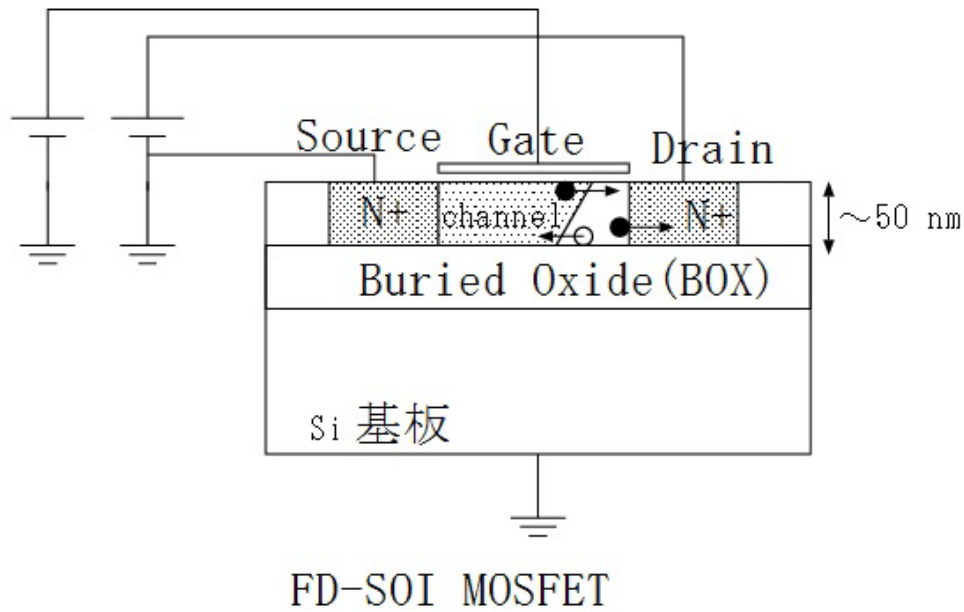 Source Gate Drain
N+ channel N+ ～50 nm
Buried Oxide(BOX)
Si 基板
FD-SOI MOSFET